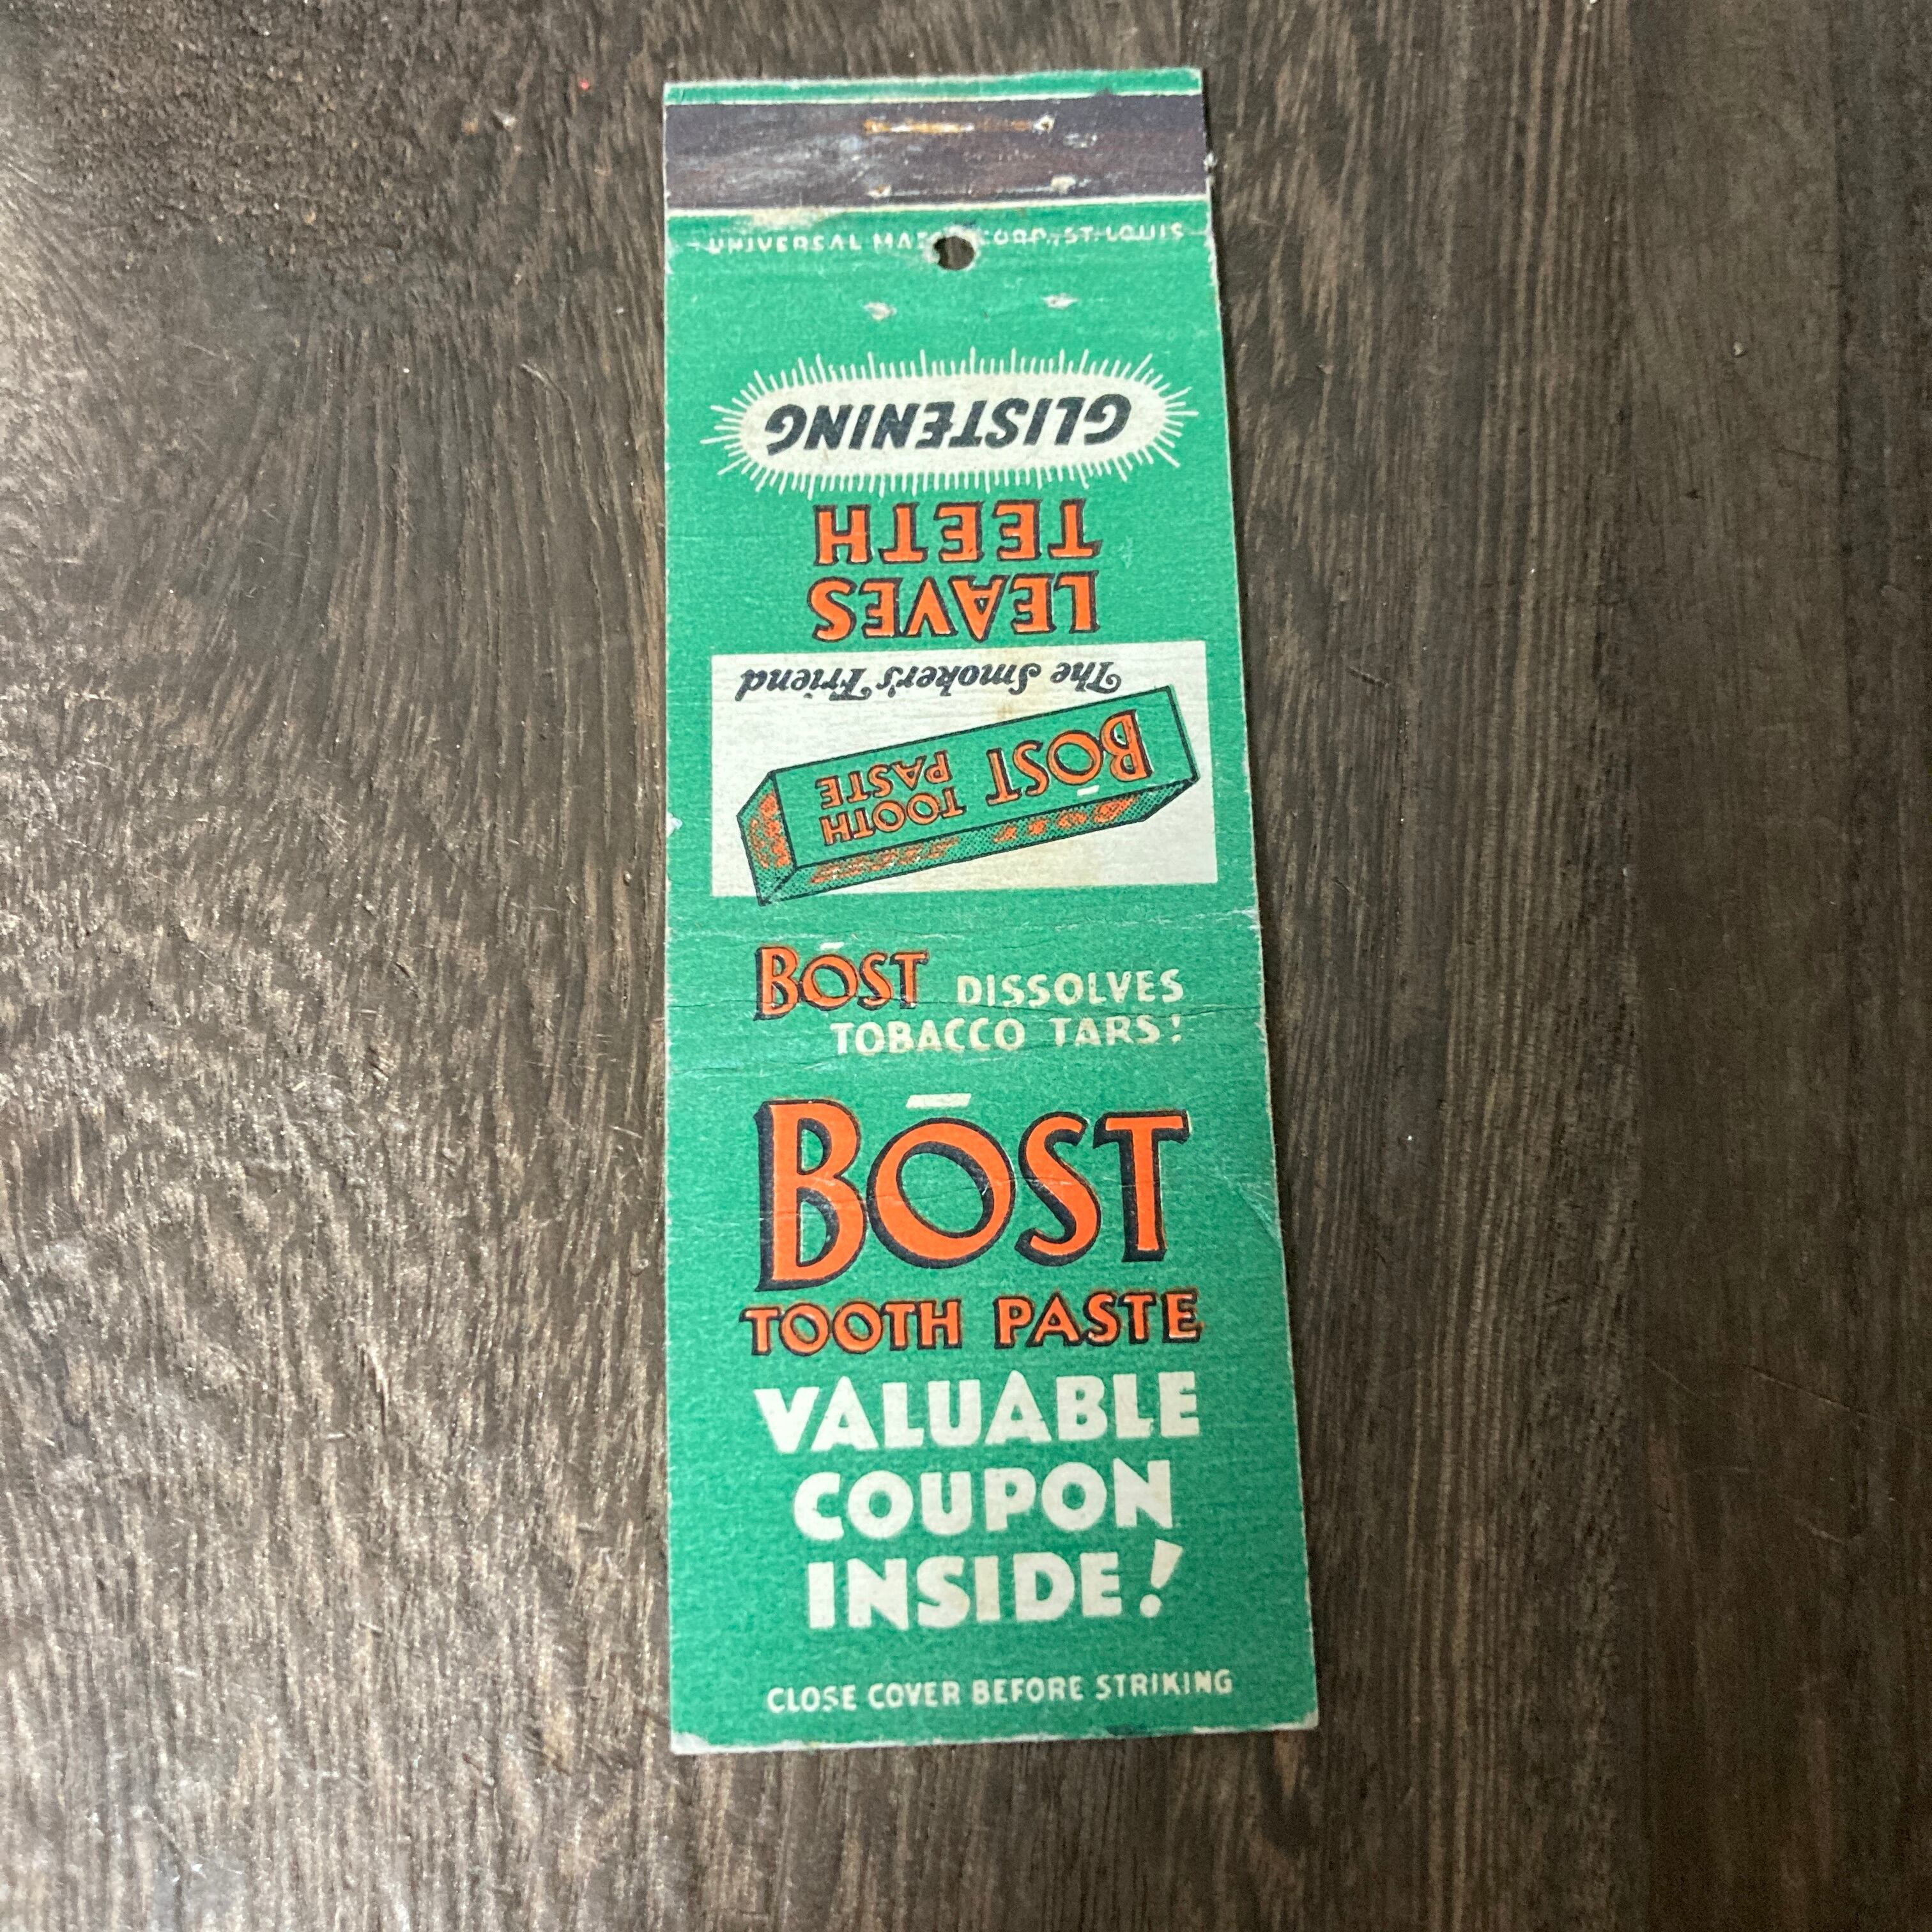 UNIVERSAL MATCH CORP., ST. LOUIS
BŌST DISSOLVES
TOBACCO TARS!
BŌST
TOOTH PASTE
VALUABLE
COUPON
INSIDE!
CLOSE COVER BEFORE STRIKING
BŌST TOOTH
PASTE
The Smoker's Friend
LEAVES
TEETH
GLISTENING